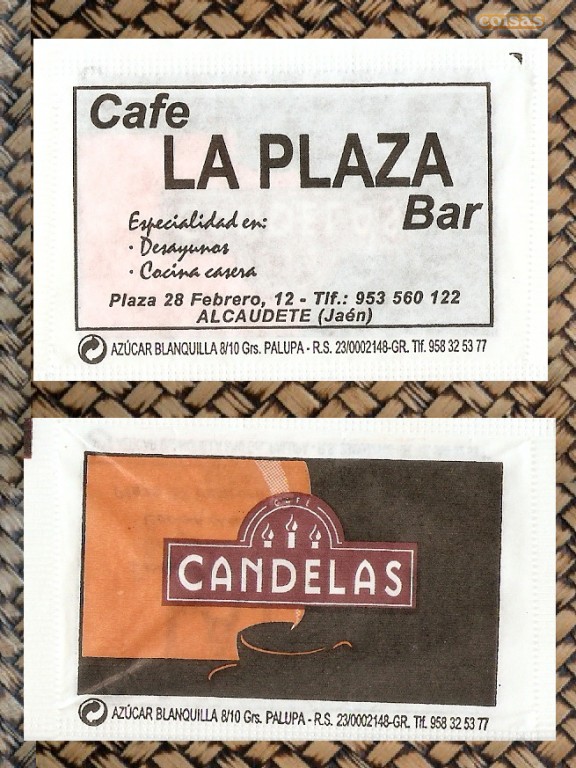 coisas
Cafe
LA PLAZA
Bar
Especialidad en:
· Desayunos
· Cocina casera
Plaza 28 Febrero, 12 - Tlf.: 953 560 122
ALCAUDETE (Jaén)
AZÚCAR BLANQUILLA 8/10 Grs. PALUPA - R.S. 23/0002148-GR. Tlf. 958 32 53 77
CAFÉ
CANDELAS
AZÚCAR BLANQUILLA 8/10 Grs. PALUPA - R.S. 23/0002148-GR. Tlf. 958 32 53 77